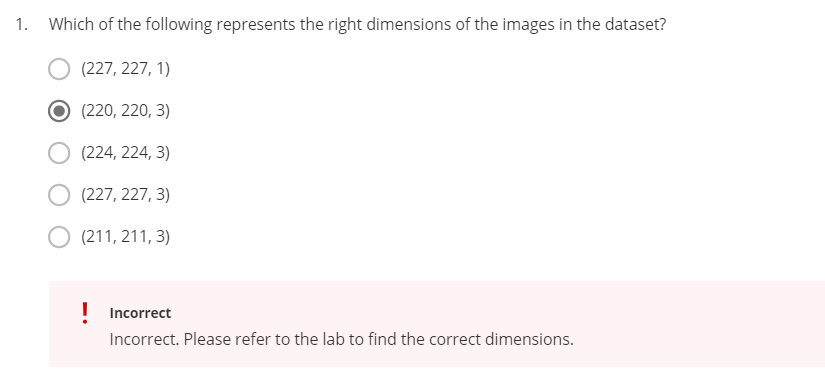 1. Which of the following represents the right dimensions of the images in the dataset?
(227, 227, 1)
(220, 220, 3)
(224, 224, 3)
(227, 227, 3)
(211, 211, 3)
! Incorrect
Incorrect. Please refer to the lab to find the correct dimensions.